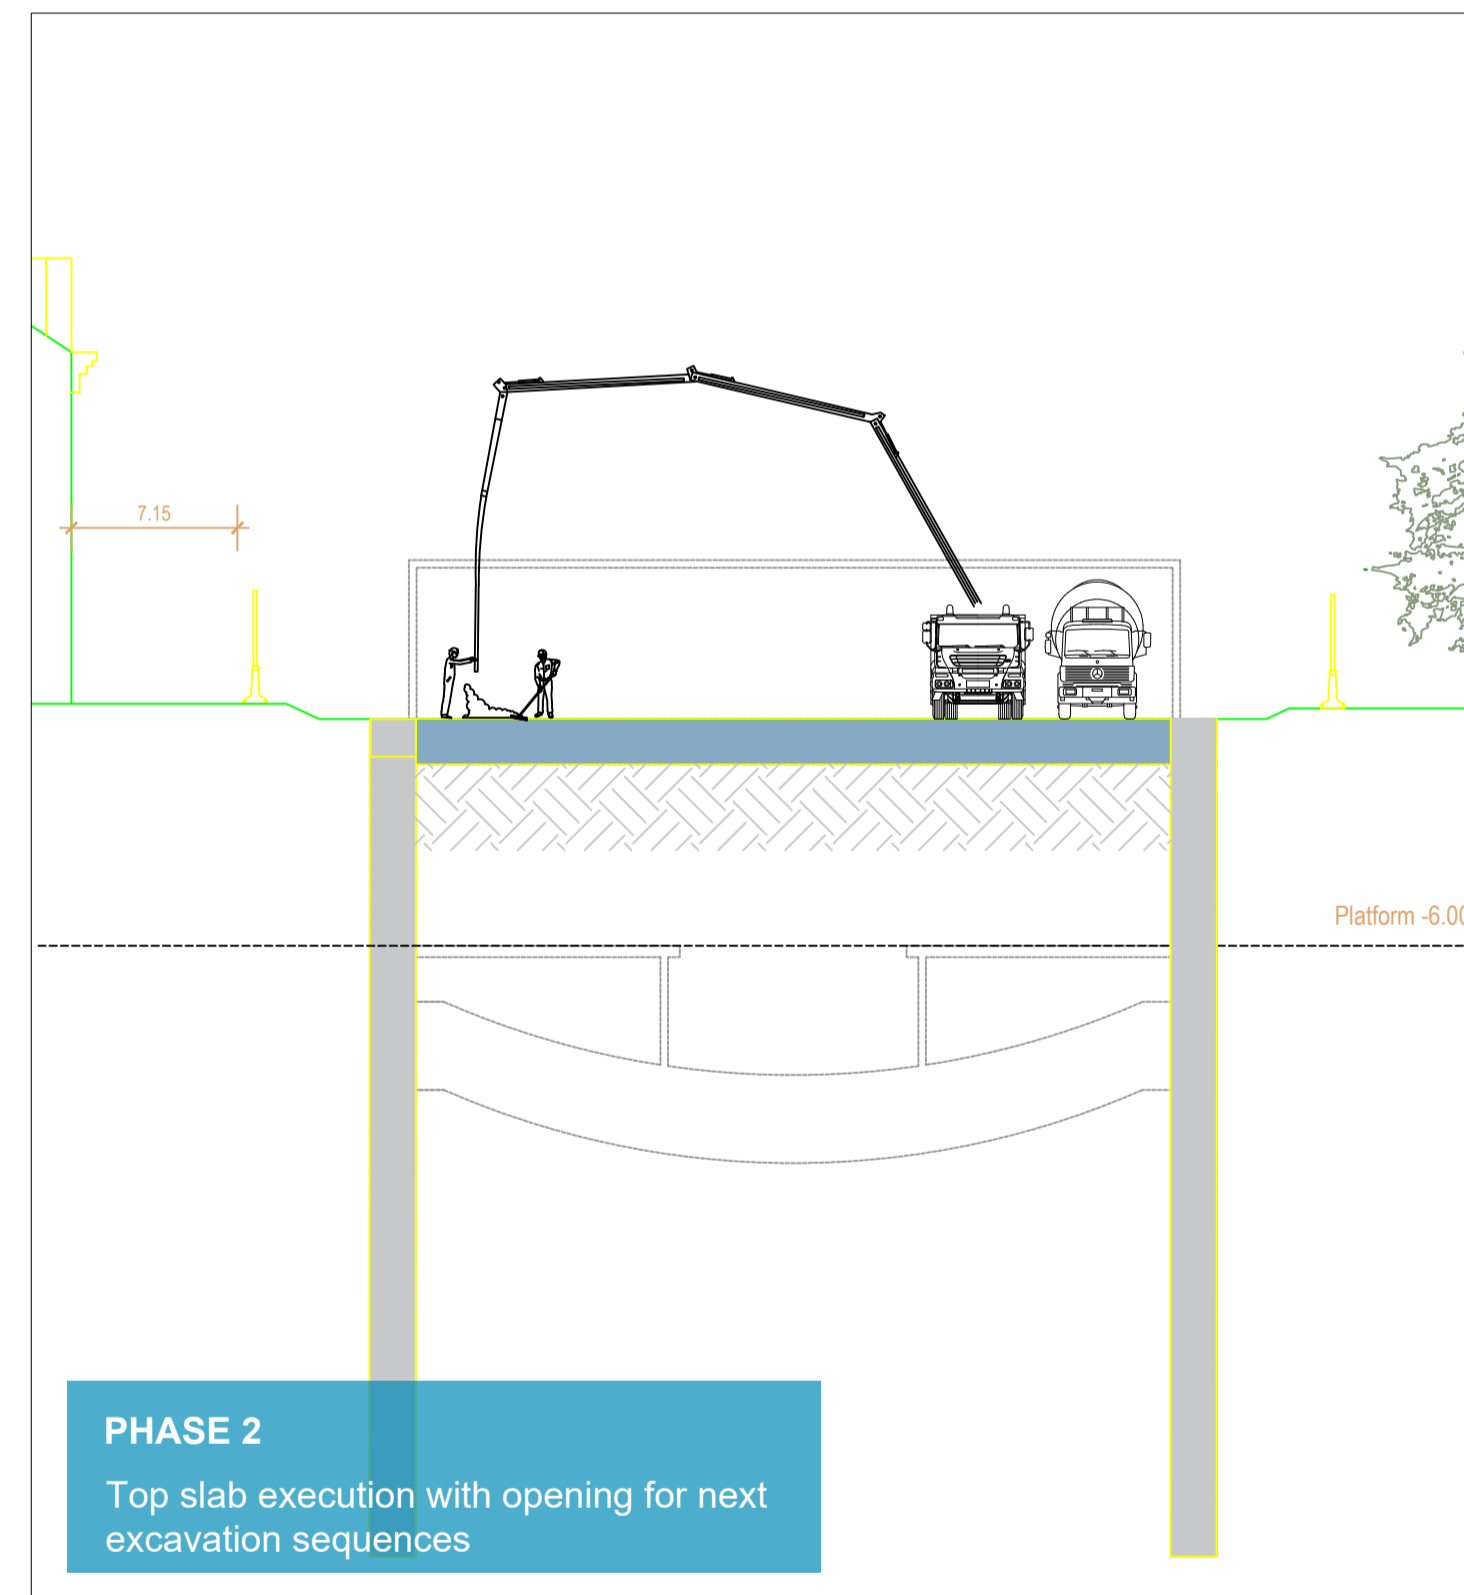 7.15
Platform -6.00
PHASE 2
Top slab execution with opening for next
excavation sequences